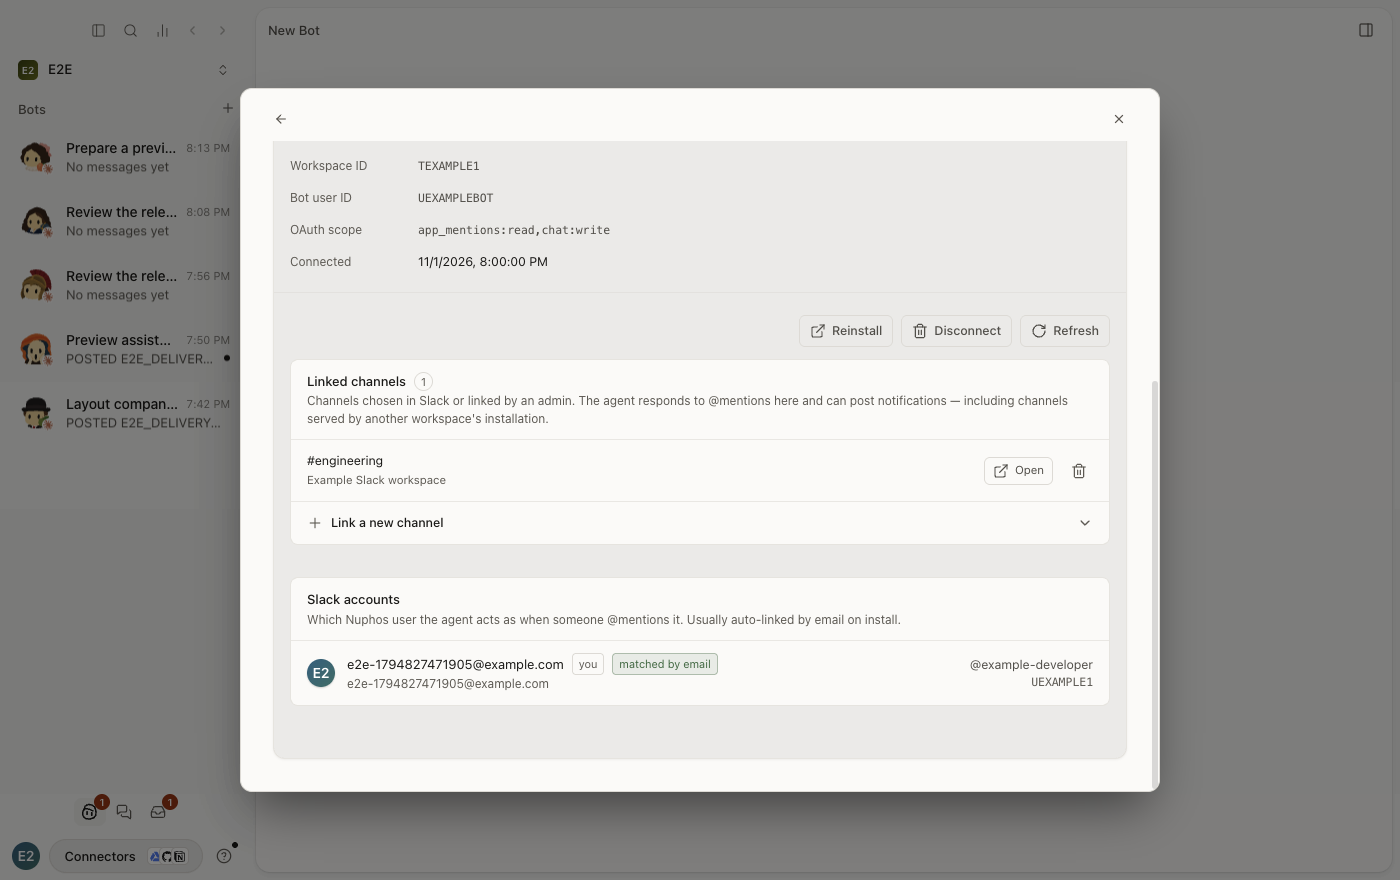 New Bot
E2 E2E
Bots
Prepare a previ... 8:13 PM
No messages yet
Review the rele... 8:08 PM
No messages yet
Review the rele... 7:56 PM
No messages yet
Preview assist... 7:50 PM
POSTED E2E_DELIVER...
Layout compan... 7:42 PM
POSTED E2E_DELIVERY...
1 1
E2 Connectors
Workspace ID TEXAMPLE1
Bot user ID UEXAMPLEBOT
OAuth scope app_mentions:read,chat:write
Connected 11/1/2026, 8:00:00 PM
Reinstall Disconnect Refresh
Linked channels 1
Channels chosen in Slack or linked by an admin. The agent responds to @mentions here and can post notifications — including channels
served by another workspace's installation.
#engineering
Example Slack workspace
Open
Link a new channel
Slack accounts
Which Nuphos user the agent acts as when someone @mentions it. Usually auto-linked by email on install.
E2 e2e-1794827471905@example.com you matched by email @example-developer
e2e-1794827471905@example.com UEXAMPLE1